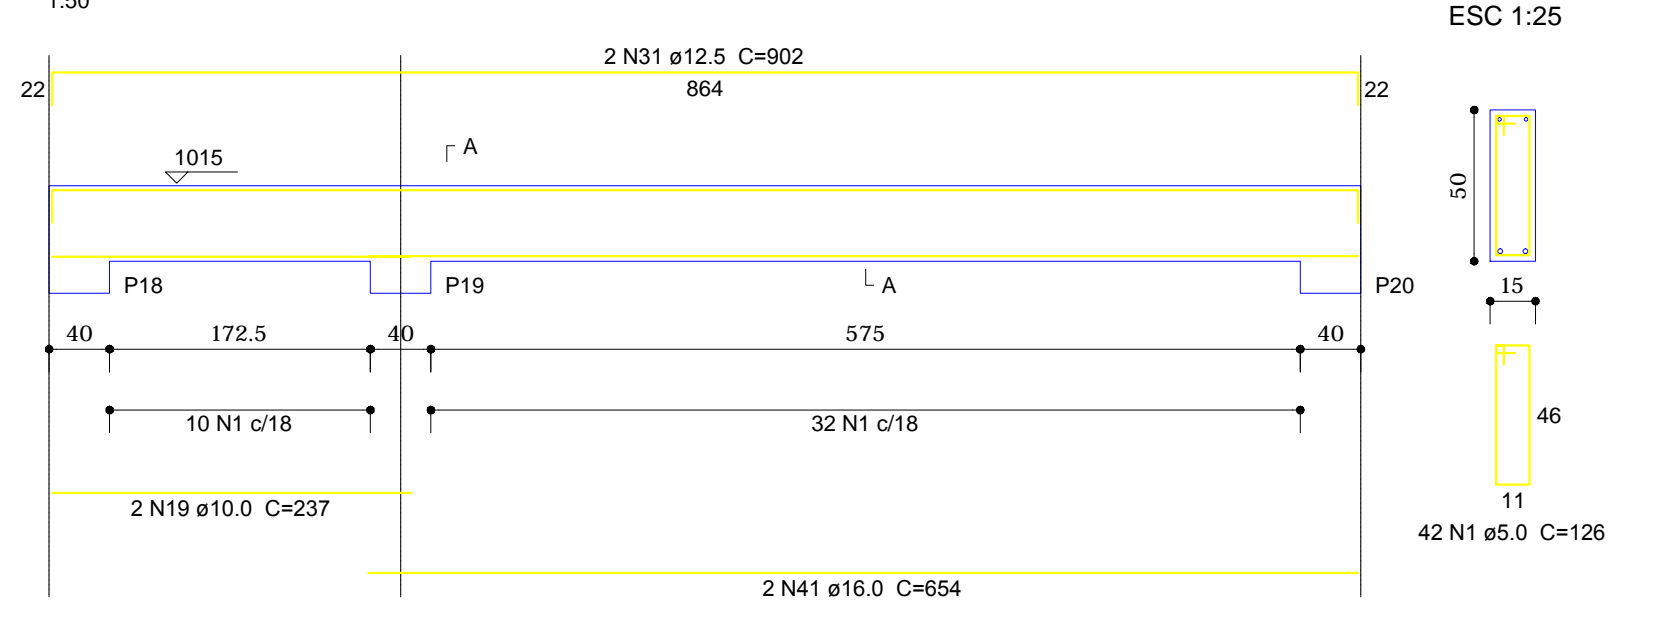 1:50
ESC 1:25
2 N31 ø12.5 C=902
22
864
22
A
1015
50
P18
P19
A
P20
15
40
172.5
40
575
40
10 N1 c/18
32 N1 c/18
46
11
2 N19 ø10.0 C=237
42 N1 ø5.0 C=126
2 N41 ø16.0 C=654